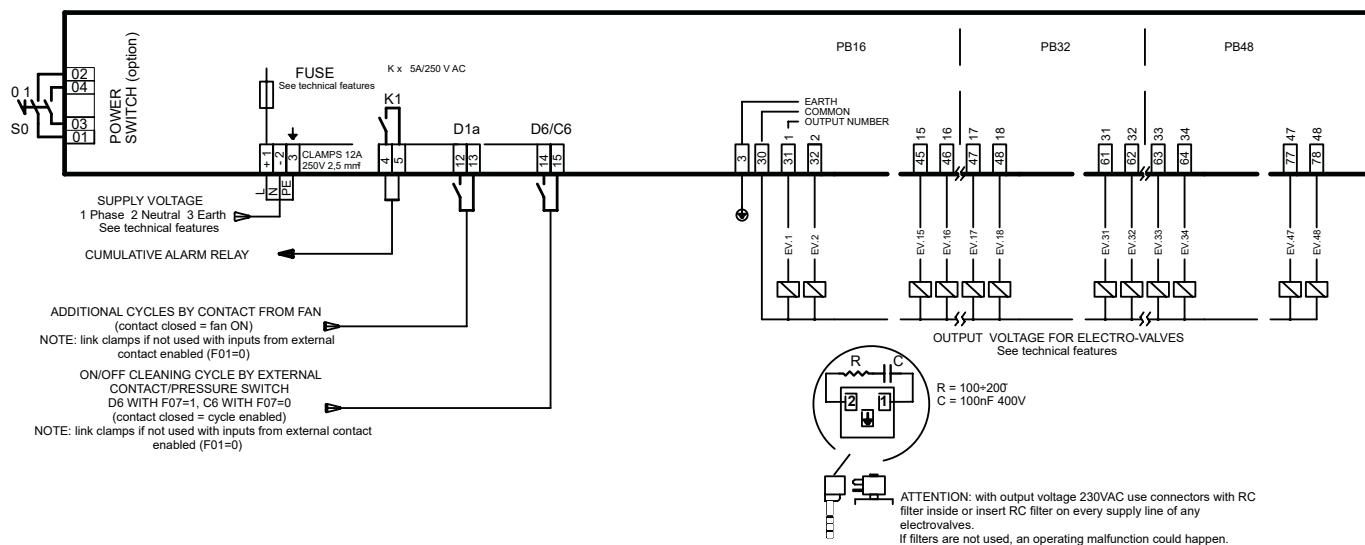 PB16
PB32
PB48
02
04
03
01
0 1
S0
POWER
SWITCH (option)
FUSE
See technical features
K x 5A/250 V AC
K1
D1a
D6/C6
+ 1
- 2
3
CLAMPS 12A
250V 2,5 mm²
4
5
12
13
14
15
L
N
PE
SUPPLY VOLTAGE
1 Phase 2 Neutral 3 Earth
See technical features
CUMULATIVE ALARM RELAY
ADDITIONAL CYCLES BY CONTACT FROM FAN
(contact closed = fan ON)
NOTE: link clamps if not used with inputs from external
contact enabled (F01=0)
ON/OFF CLEANING CYCLE BY EXTERNAL
CONTACT/PRESSURE SWITCH
D6 WITH F07=1, C6 WITH F07=0
(contact closed = cycle enabled)
NOTE: link clamps if not used with inputs from external contact
enabled (F01=0)
EARTH
COMMON
OUTPUT NUMBER
1
2
15
16
17
18
31
32
33
34
47
48
3
30
31
32
45
46
47
48
61
62
63
64
77
78
EV.1
EV.2
EV.15
EV.16
EV.17
EV.18
EV.31
EV.32
EV.33
EV.34
EV.47
EV.48
OUTPUT VOLTAGE FOR ELECTRO-VALVES
See technical features
R
C
2
1
R = 100÷200
C = 100nF 400V
ATTENTION: with output voltage 230VAC use connectors with RC
filter inside or insert RC filter on every supply line of any
electrovalves.
If filters are not used, an operating malfunction could happen.